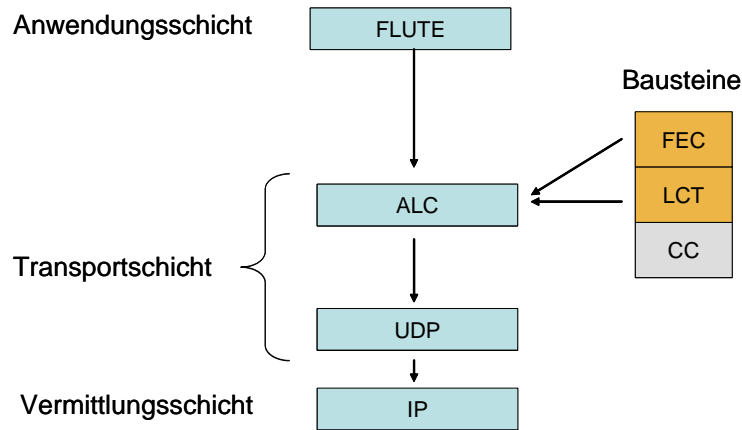 Anwendungsschicht
FLUTE
Bausteine
FEC
LCT
CC
ALC
Transportschicht
UDP
Vermittlungsschicht
IP